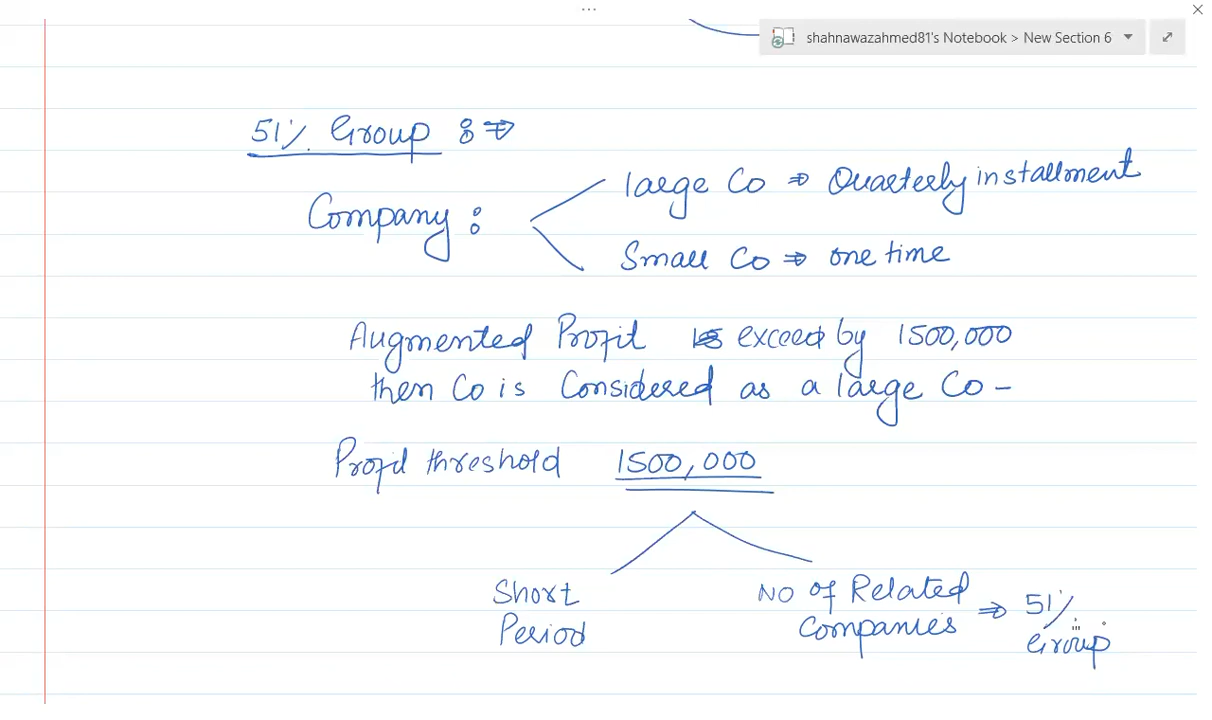 shahnawazahmed81's Notebook > New Section 6
51% Group :⇒
Company :
large Co ⇒ Quarterly installment
Small Co ⇒ one time
Augmented Profit is exceed by 1500,000
then Co is Considered as a large Co -
Profit threshold 1500,000
Short
Period
NO of Related
Companies
⇒ 51%
Group